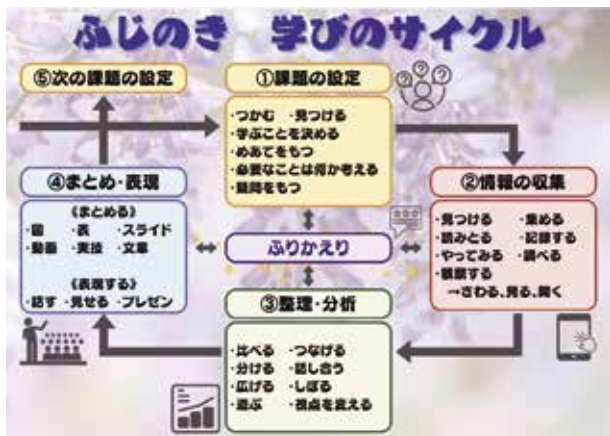 ふじのき 学びのサイクル
⑤次の課題の設定
①課題の設定
・つかむ ・見つける
・学ぶことを決める
・めあてをもつ
・必要なことは何か考える
・疑問をもつ
②情報の収集
・見つける ・集める
・読みとる ・記録する
・やってみる ・調べる
・観察する
→さわる、見る、聞く
④まとめ・表現
《まとめる》
・図 ・表 ・スライド
・動画 ・実技 ・文章
《表現する》
・話す ・見せる ・プレゼン
ふりかえり
③整理・分析
・比べる ・つなげる
・分ける ・話し合う
・広げる ・しぼる
・選ぶ ・視点を変える